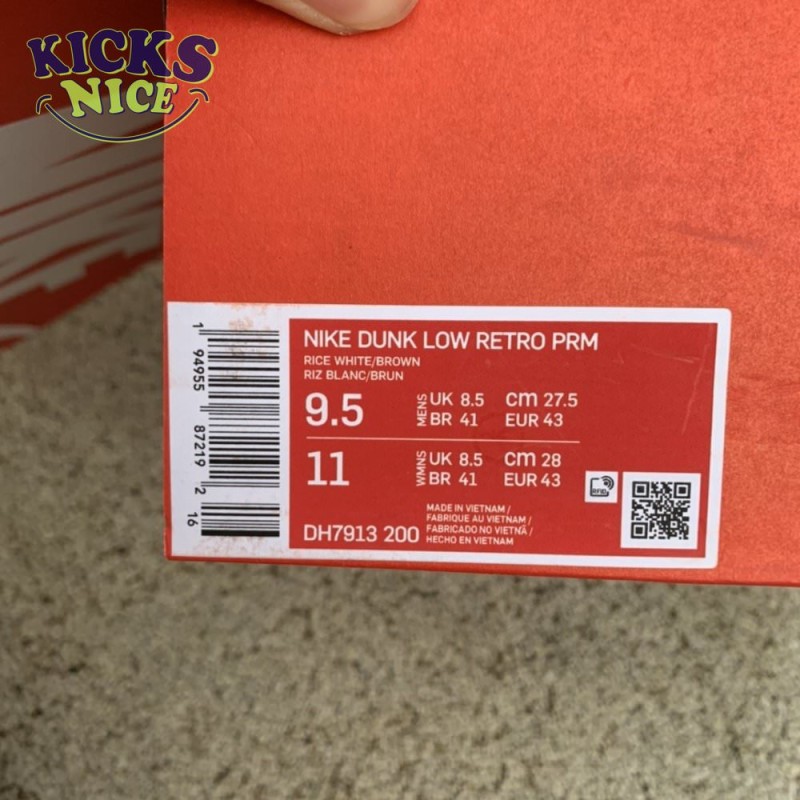 KICKS
NICE
NIKE DUNK LOW RETRO PRM
RICE WHITE/BROWN
RIZ BLANC/BRUN
9.5
MENS
UK 8.5 cm 27.5
BR 41 EUR 43
11
WMNS
UK 8.5 cm 28
BR 41 EUR 43
DH7913 200
MADE IN VIETNAM /
FABRIQUE AU VIETNAM /
FABRICADO NO VIETNÃ /
HECHO EN VIETNAM
RFID
1 94955 87219 2 16